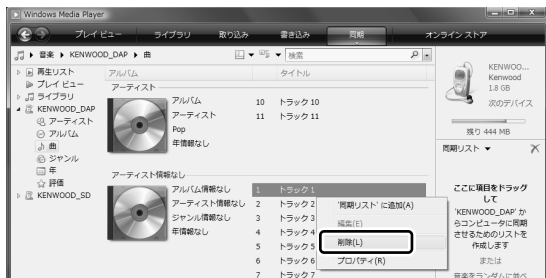 Windows Media Player
プレイ ビュー ライブラリ 取り込み 書き込み 同期 オンライン ストア
音楽 ▸ KENWOOD_DAP ▸ 曲 検索
再生リスト
プレイ ビュー
ライブラリ
KENWOOD_DAP
アーティスト
アルバム
曲
ジャンル
年
評価
KENWOOD_SD
アルバム タイトル
アーティスト
アルバム 10 トラック 10
アーティスト 11 トラック 11
Pop
年情報なし
アーティスト情報なし
アルバム情報なし 1 トラック 1
アーティスト情報なし 2 トラック 2
ジャンル情報なし 3 トラック 3
年情報なし 4 トラック 4
5 トラック 5
6 トラック 6
7 トラック 7
'同期リスト' に追加(A)
編集(E)
削除(L)
プロパティ(R)
KENWOO...
Kenwood
1.8 GB
次のデバイス
残り 444 MB
同期リスト
ここに項目をドラッグ
して
'KENWOOD_DAP' か
らコンピュータに同期
させるためのリストを
作成します
または
音楽をランダムに並べ